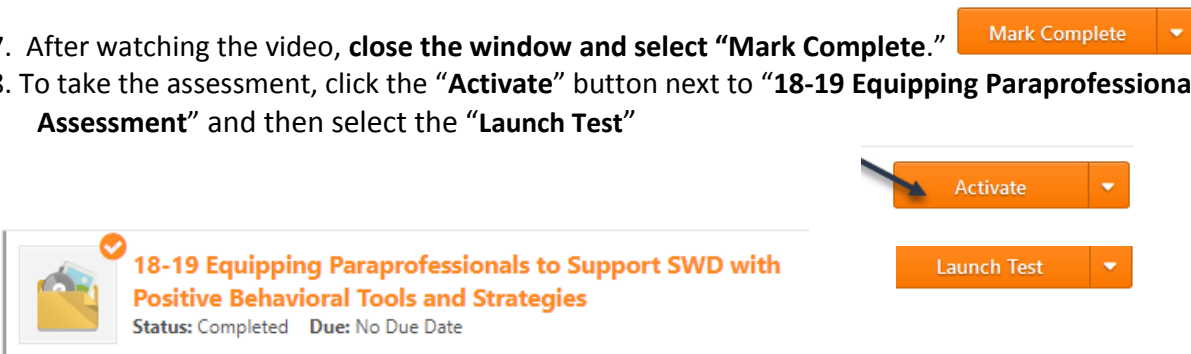 7. After watching the video, close the window and select “Mark Complete.” Mark Complete
8. To take the assessment, click the “Activate” button next to “18-19 Equipping Paraprofessiona
Assessment” and then select the “Launch Test”
Activate
18-19 Equipping Paraprofessionals to Support SWD with
Launch Test
Positive Behavioral Tools and Strategies
Status: Completed Due: No Due Date